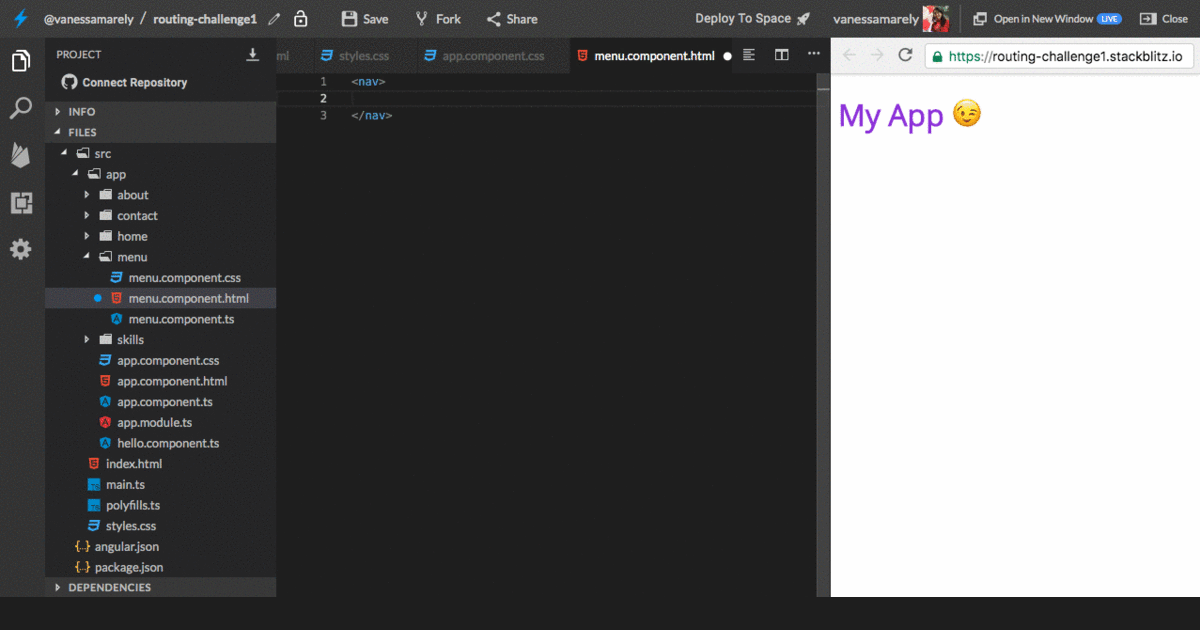 @vanessamarely / routing-challenge1 Save Fork Share Deploy To Space vanessamarely Open in New Window LIVE Close
PROJECT
Connect Repository
INFO
FILES
src
app
about
contact
home
menu
menu.component.css
menu.component.html
menu.component.ts
skills
app.component.css
app.component.html
app.component.ts
app.module.ts
hello.component.ts
index.html
main.ts
polyfills.ts
styles.css
{..} angular.json
{..} package.json
DEPENDENCIES
ml styles.css app.component.css menu.component.html
1 <nav>
2
3 </nav>
https://routing-challenge1.stackblitz.io
My App 😉